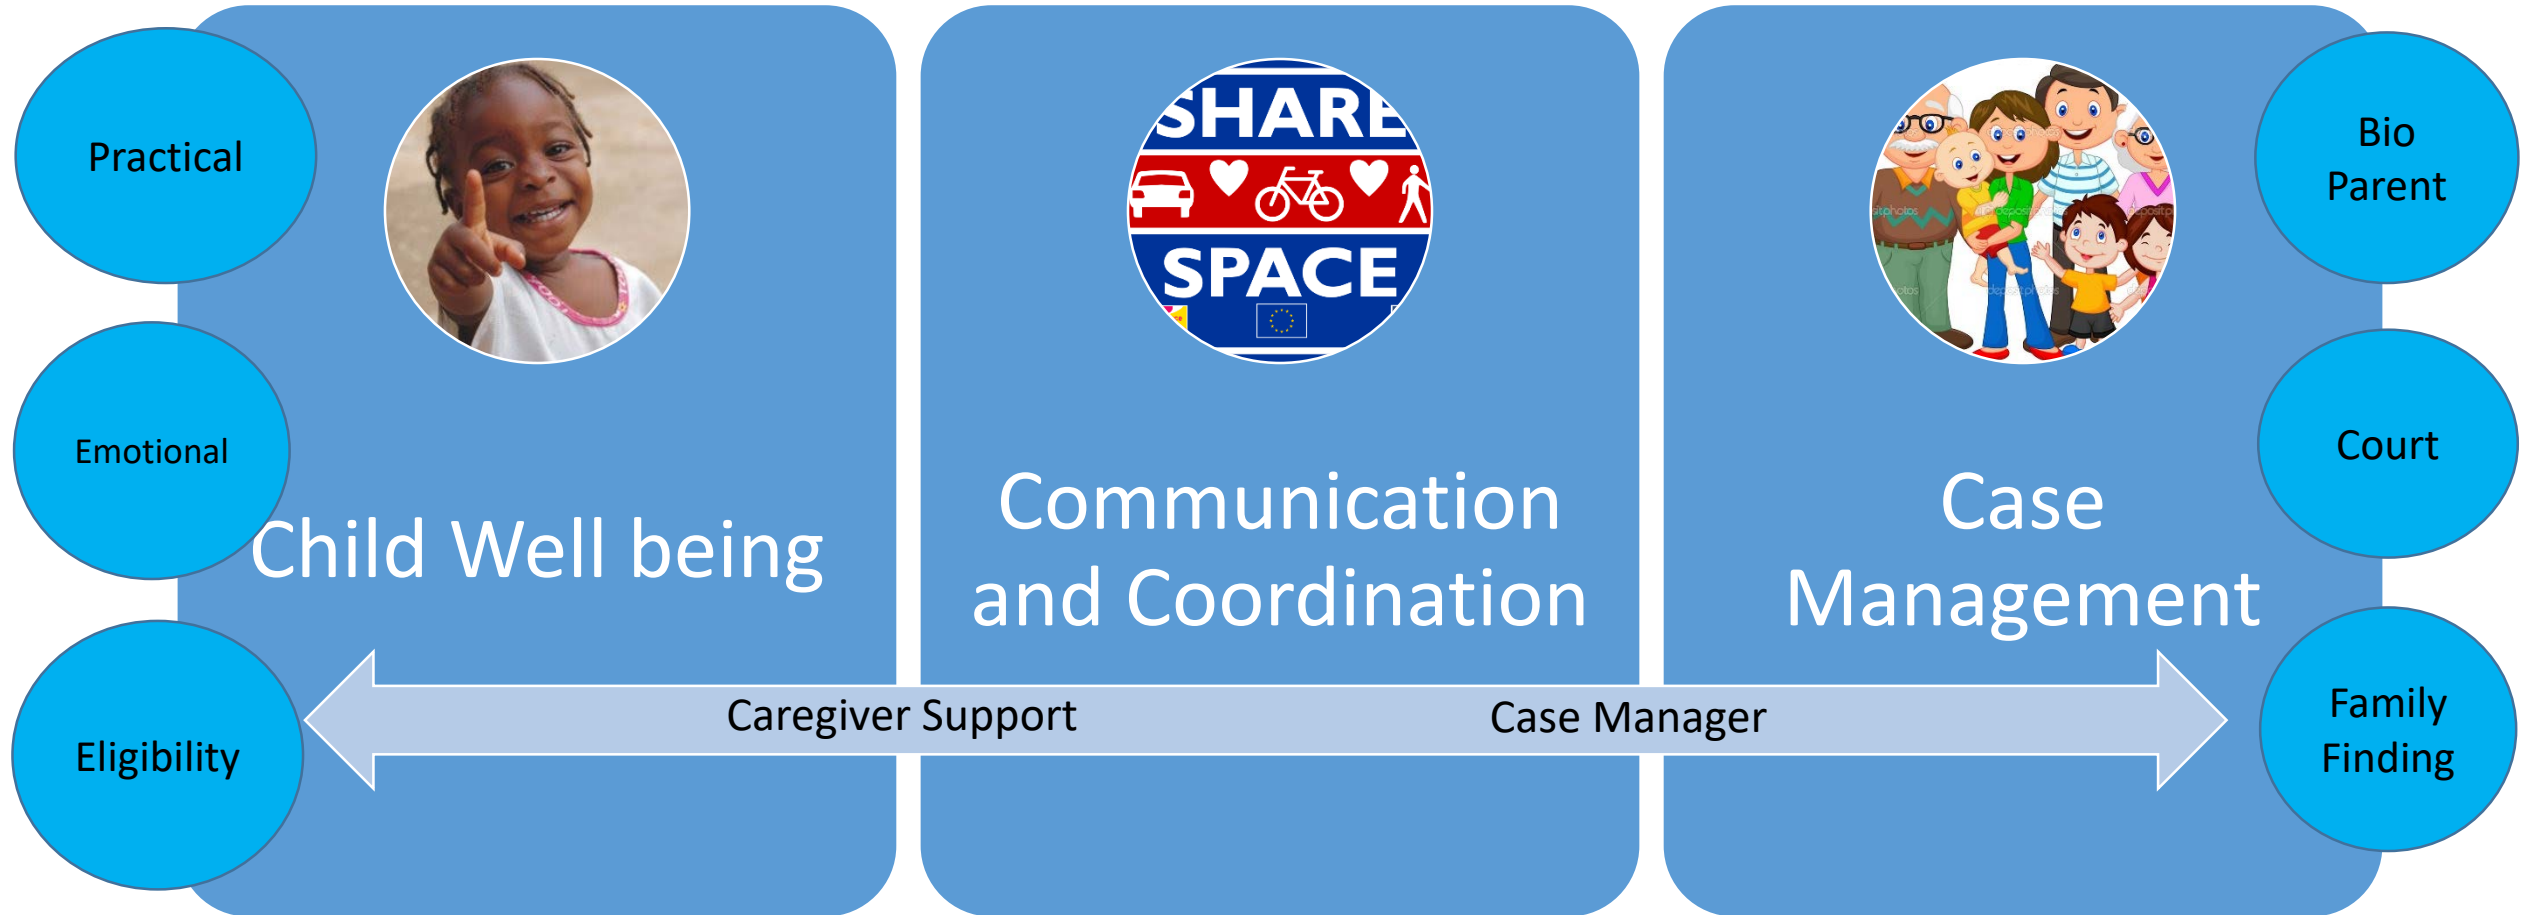 Practical
Emotional
Eligibility
Child Well being
SHARE
SPACE
Communication
and Coordination
Case
Management
Caregiver Support
Case Manager
Bio
Parent
Court
Family
Finding